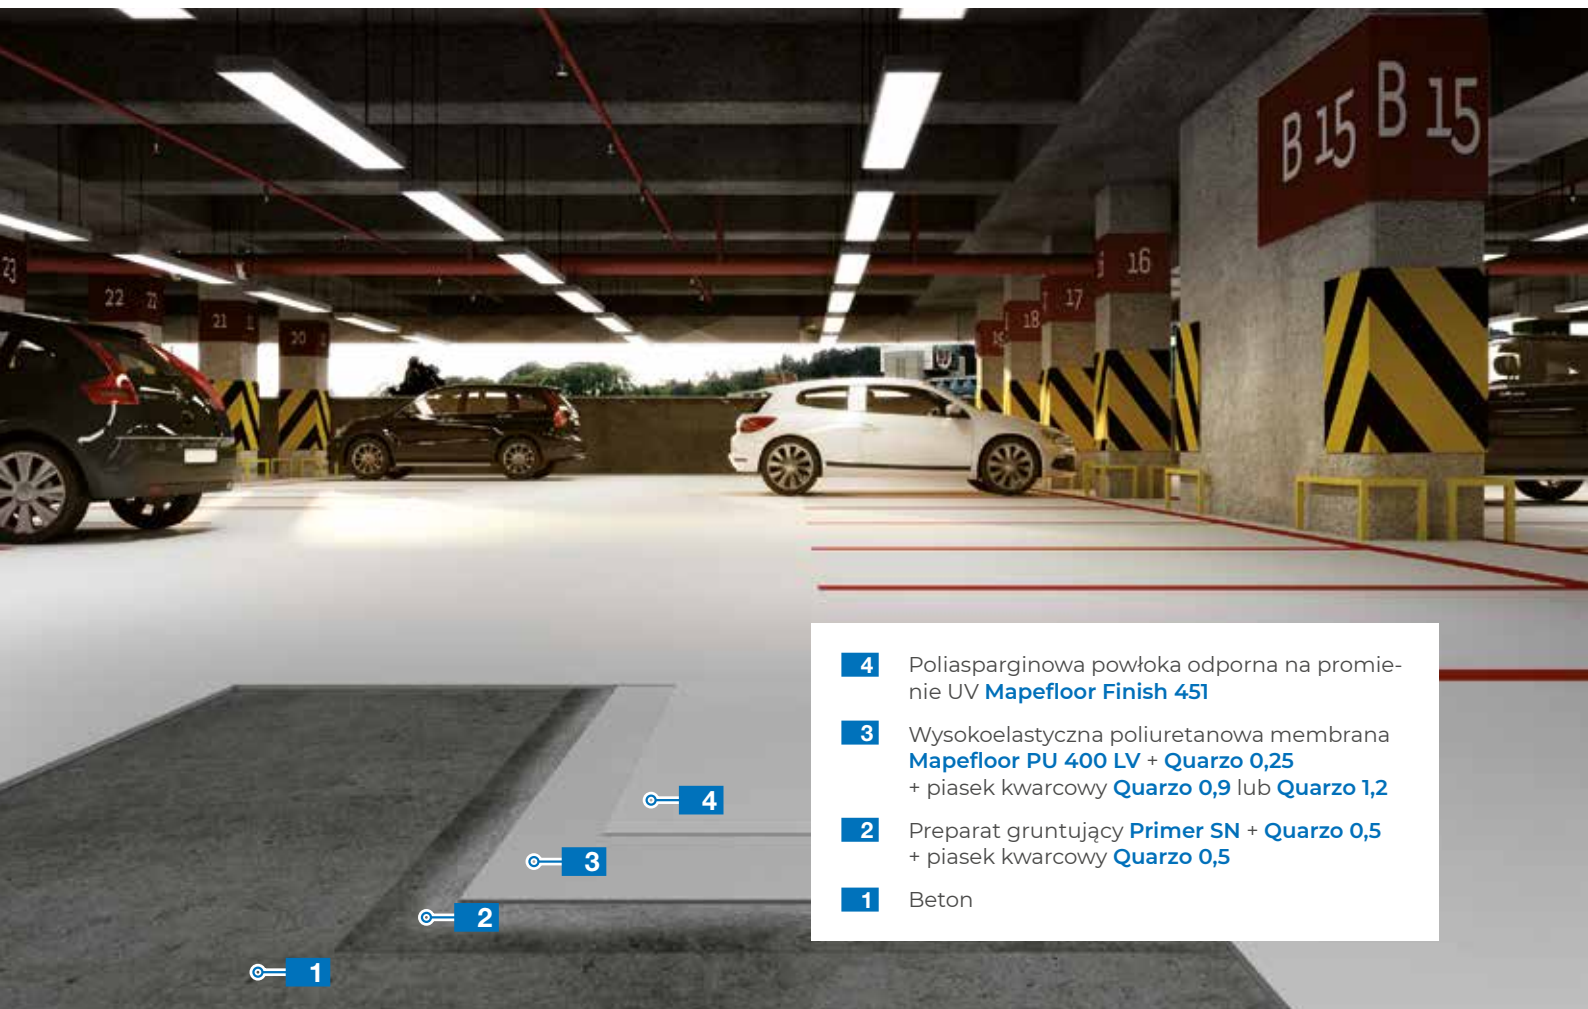 B 15 B 15
16
17
18
19
23
22 22
21
20
4 Poliasparginowa powłoka odporna na promie-
nie UV Mapefloor Finish 451
3 Wysokoelastyczna poliuretanowa membrana
Mapefloor PU 400 LV + Quarzo 0,25
+ piasek kwarcowy Quarzo 0,9 lub Quarzo 1,2
2 Preparat gruntujący Primer SN + Quarzo 0,5
+ piasek kwarcowy Quarzo 0,5
1 Beton
4
3
2
1